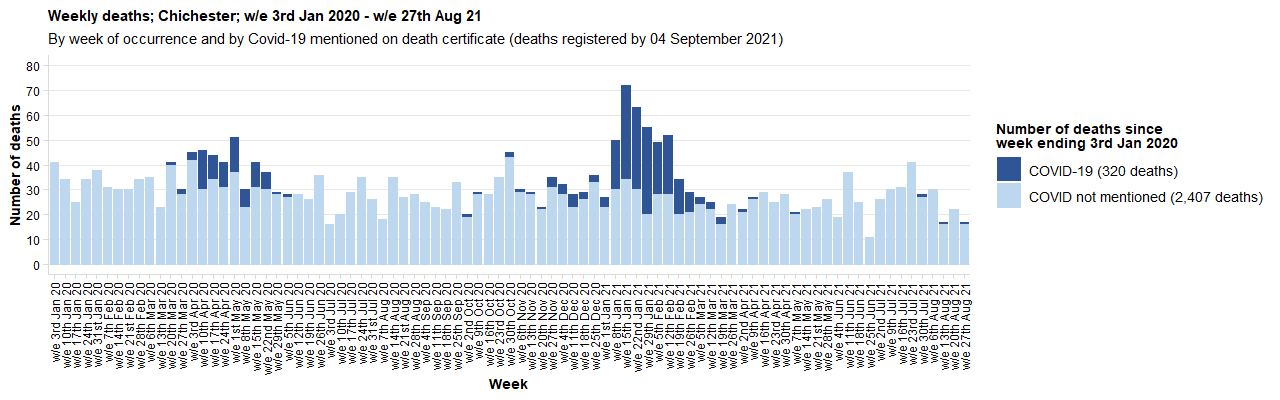 Weekly deaths; Chichester; w/e 3rd Jan 2020 - w/e 27th Aug 21
By week of occurrence and by Covid-19 mentioned on death certificate (deaths registered by 04 September 2021)
Number of deaths
80
70
60
50
40
30
20
10
0
w/e 3rd Jan 20
w/e 10th Jan 20
w/e 17th Jan 20
w/e 24th Jan 20
w/e 31st Jan 20
w/e 7th Feb 20
w/e 14th Feb 20
w/e 21st Feb 20
w/e 28th Feb 20
w/e 6th Mar 20
w/e 13th Mar 20
w/e 20th Mar 20
w/e 27th Mar 20
w/e 3rd Apr 20
w/e 10th Apr 20
w/e 17th Apr 20
w/e 24th Apr 20
w/e 1st May 20
w/e 8th May 20
w/e 15th May 20
w/e 22nd May 20
w/e 29th May 20
w/e 5th Jun 20
w/e 12th Jun 20
w/e 19th Jun 20
w/e 26th Jun 20
w/e 3rd Jul 20
w/e 10th Jul 20
w/e 17th Jul 20
w/e 24th Jul 20
w/e 31st Jul 20
w/e 7th Aug 20
w/e 14th Aug 20
w/e 21st Aug 20
w/e 28th Aug 20
w/e 4th Sep 20
w/e 11th Sep 20
w/e 18th Sep 20
w/e 25th Sep 20
w/e 2nd Oct 20
w/e 9th Oct 20
w/e 16th Oct 20
w/e 23rd Oct 20
w/e 30th Oct 20
w/e 6th Nov 20
w/e 13th Nov 20
w/e 20th Nov 20
w/e 27th Nov 20
w/e 4th Dec 20
w/e 11th Dec 20
w/e 18th Dec 20
w/e 25th Dec 20
w/e 1st Jan 21
w/e 8th Jan 21
w/e 15th Jan 21
w/e 22nd Jan 21
w/e 29th Jan 21
w/e 5th Feb 21
w/e 12th Feb 21
w/e 19th Feb 21
w/e 26th Feb 21
w/e 5th Mar 21
w/e 12th Mar 21
w/e 19th Mar 21
w/e 26th Mar 21
w/e 2nd Apr 21
w/e 9th Apr 21
w/e 16th Apr 21
w/e 23rd Apr 21
w/e 30th Apr 21
w/e 7th May 21
w/e 14th May 21
w/e 21st May 21
w/e 28th May 21
w/e 4th Jun 21
w/e 11th Jun 21
w/e 18th Jun 21
w/e 25th Jun 21
w/e 2nd Jul 21
w/e 9th Jul 21
w/e 16th Jul 21
w/e 23rd Jul 21
w/e 30th Jul 21
w/e 6th Aug 21
w/e 13th Aug 21
w/e 20th Aug 21
w/e 27th Aug 21
Week
Number of deaths since
week ending 3rd Jan 2020
COVID-19 (320 deaths)
COVID not mentioned (2,407 deaths)